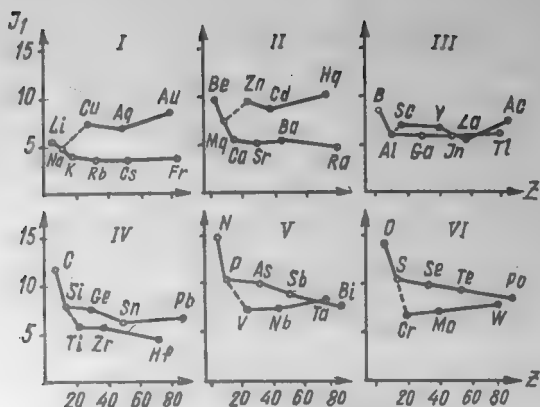 J₁
I II III
15
10
5
Li Na K Cu Rb Ag Cs Au Fr
Be Mg Zn Ca Sr Cd Ba Hg Ra
B Al Sc Ga Y Jn La Ac Tl
Z
IV V VI
15
10
5
C Si Ti Ge Zr Sn Hf Pb
N P V As Nb Sb Ta Bi
O S Cr Se Mo Te W Po
20 40 60 80
20 40 60 80
20 40 60 80
Z